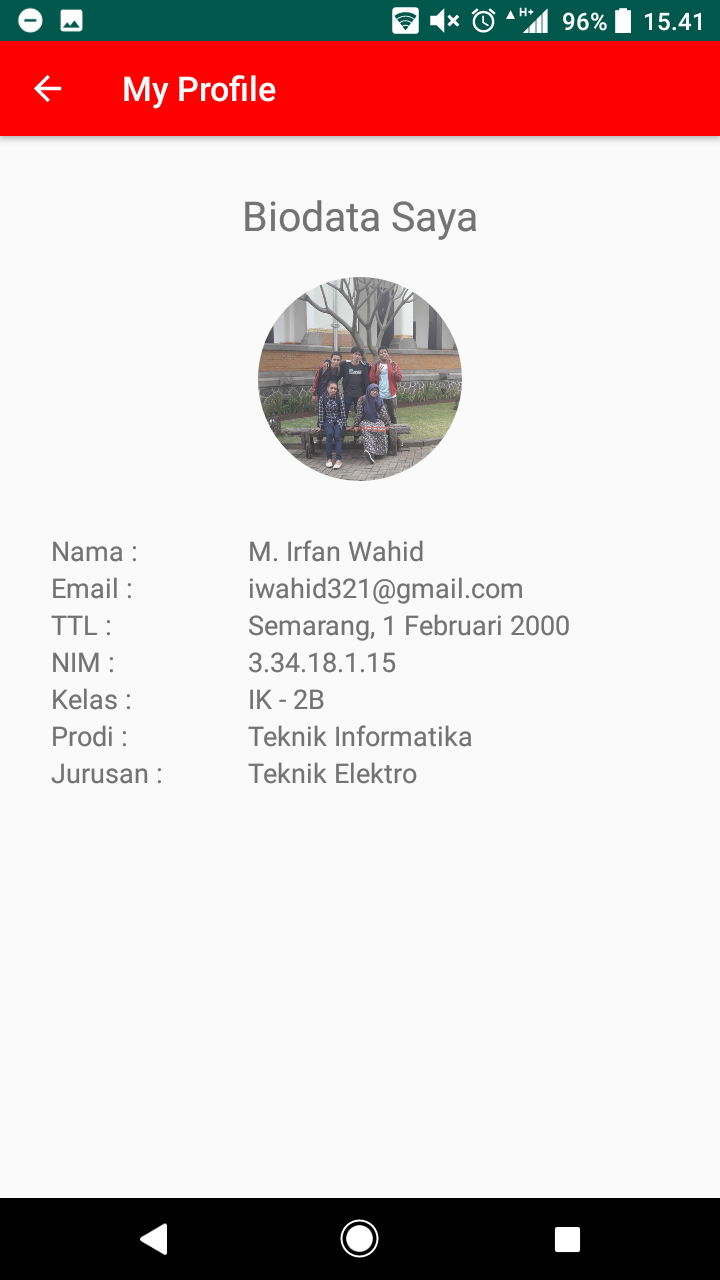 H+ 96% 15.41
My Profile
Biodata Saya
Nama : M. Irfan Wahid
Email : iwahid321@gmail.com
TTL : Semarang, 1 Februari 2000
NIM : 3.34.18.1.15
Kelas : IK - 2B
Prodi : Teknik Informatika
Jurusan : Teknik Elektro